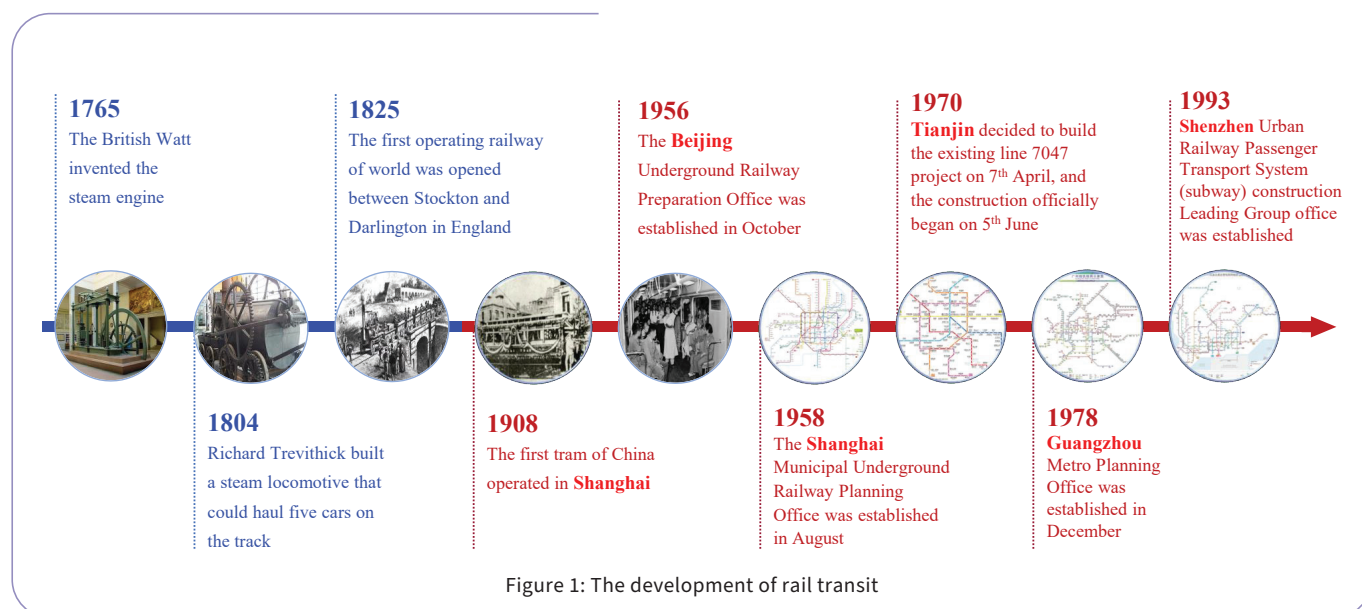 1765
The British Watt
invented the
steam engine
1804
Richard Trevithick built
a steam locomotive that
could haul five cars on
the track
1825
The first operating railway
of world was opened
between Stockton and
Darlington in England
1908
The first tram of China
operated in Shanghai
1956
The Beijing
Underground Railway
Preparation Office was
established in October
1958
The Shanghai
Municipal Underground
Railway Planning
Office was established
in August
1970
Tianjin decided to build
the existing line 7047
project on 7th April, and
the construction officially
began on 5th June
1978
Guangzhou
Metro Planning
Office was
established in
December
1993
Shenzhen Urban
Railway Passenger
Transport System
(subway) construction
Leading Group office
was established
Figure 1: The development of rail transit